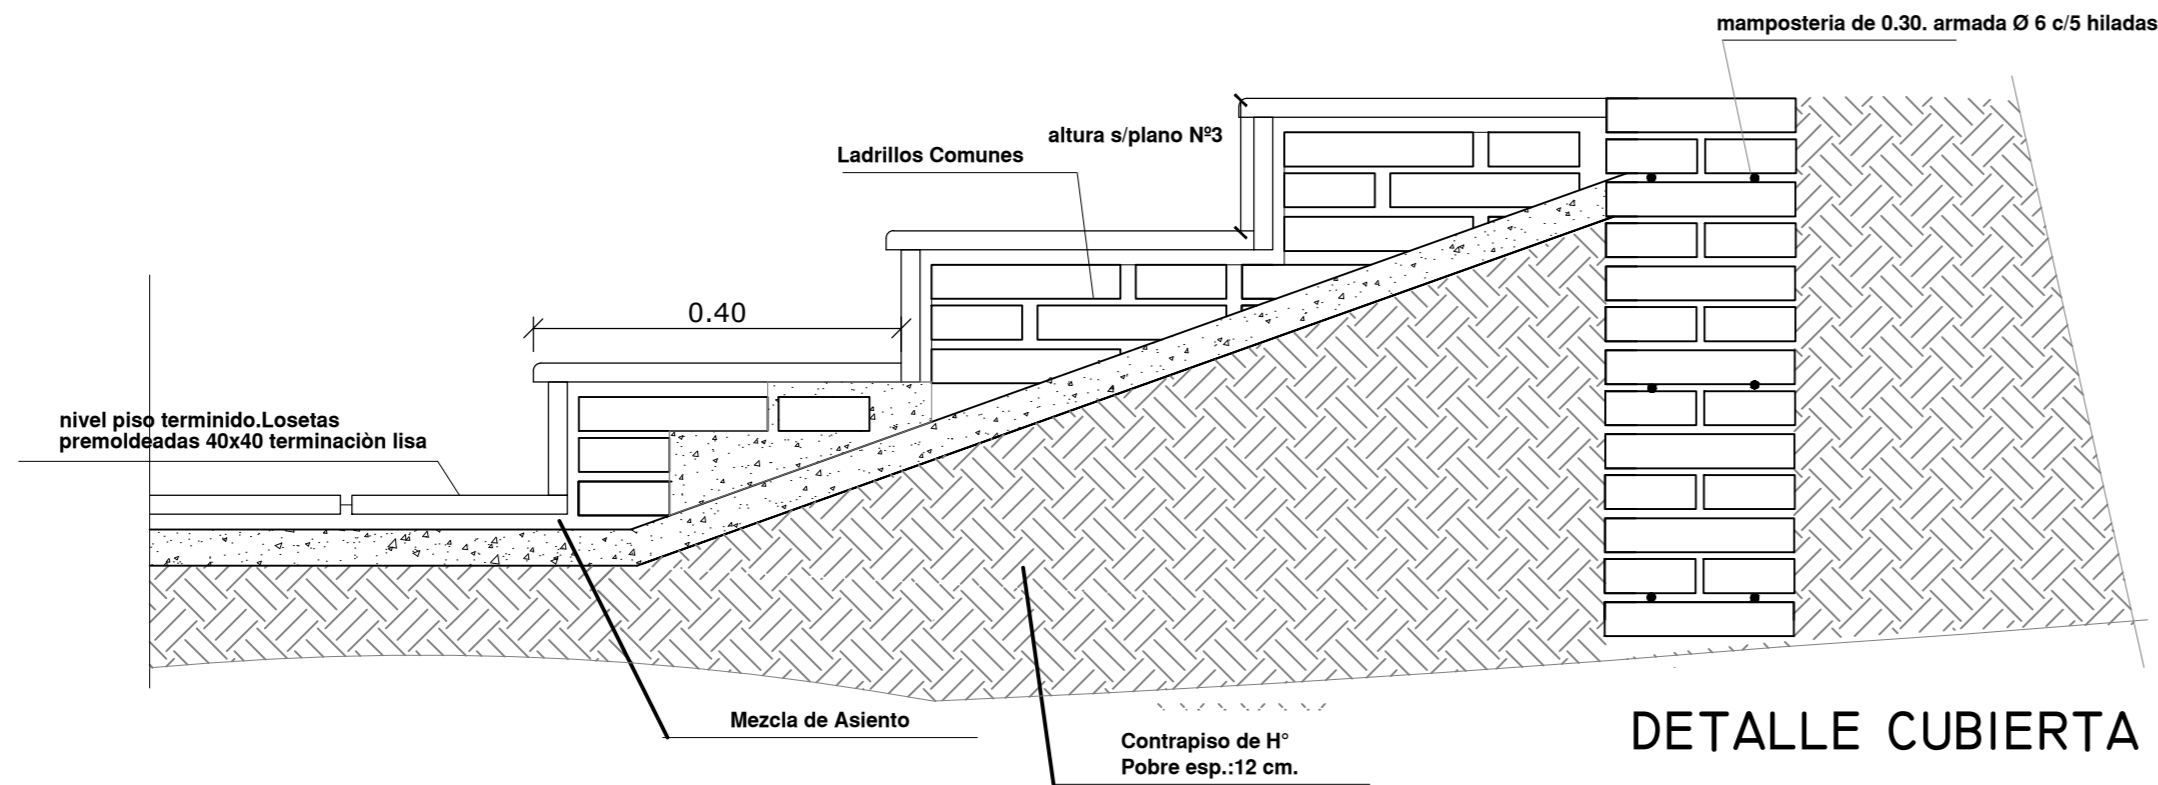 mamposteria de 0.30. armada Ø 6 c/5 hiladas
altura s/plano Nº3
Ladrillos Comunes
0.40
nivel piso terminido.Losetas
premoldeadas 40x40 terminaciòn lisa
Mezcla de Asiento
Contrapiso de H°
Pobre esp.:12 cm.
DETALLE CUBIERTA